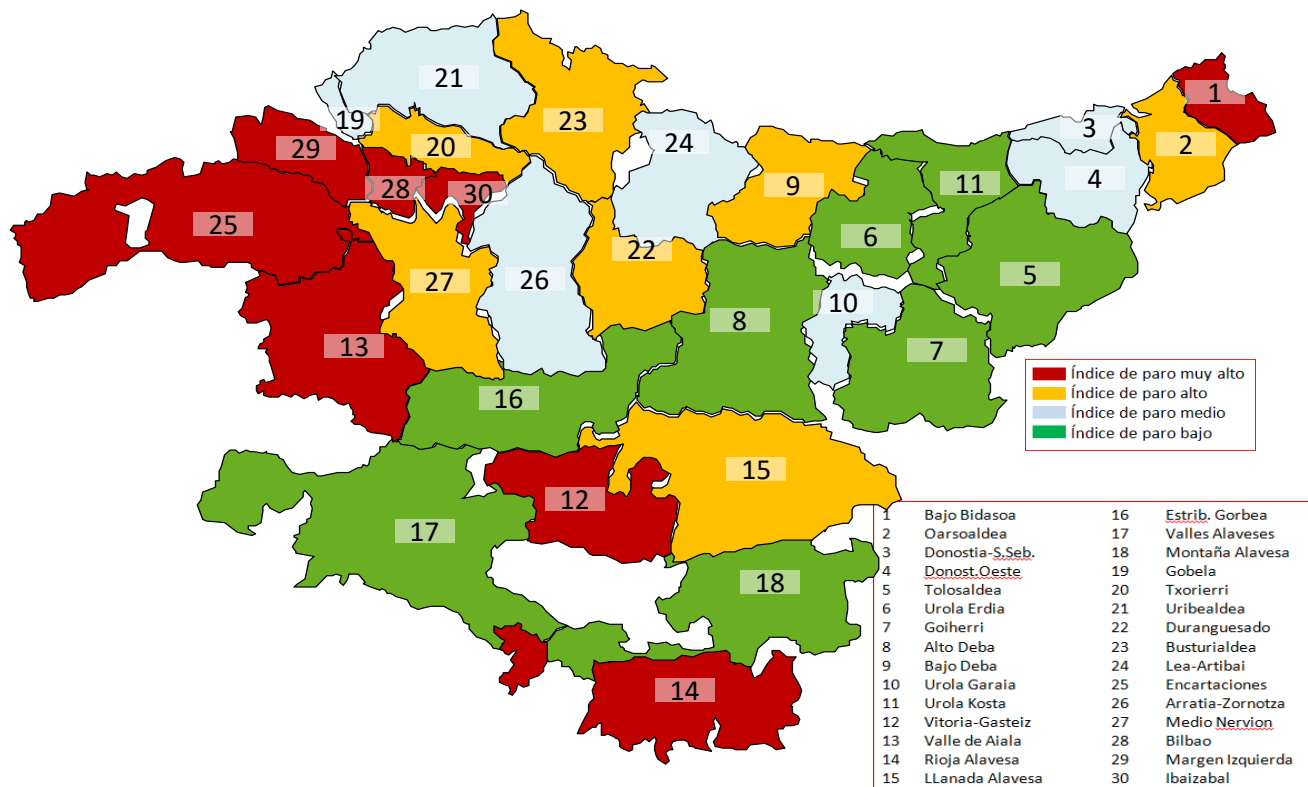 21
23
1
19
3
24
20
29
2
9
11
4
28
30
25
6
22
5
26
27
10
8
13
7
Índice de paro muy alto
Índice de paro alto
16
Índice de paro medio
Índice de paro bajo
15
12
17
18
14
1 Bajo Bidasoa 16 Estrib. Gorbea
2 Oarsoaldea 17 Valles Alaveses
3 Donostia-S.Seb. 18 Montaña Alavesa
4 Donost.Oeste 19 Gobela
5 Tolosaldea 20 Txorierri
6 Urola Erdia 21 Uribealdea
7 Goiherri 22 Duranguesado
8 Alto Deba 23 Busturialdea
9 Bajo Deba 24 Lea-Artibai
10 Urola Garaia 25 Encartaciones
11 Urola Kosta 26 Arratia-Zornotza
12 Vitoria-Gasteiz 27 Medio Nervion
13 Valle de Aiala 28 Bilbao
14 Rioja Alavesa 29 Margen Izquierda
15 LLanada Alavesa 30 Ibaizabal